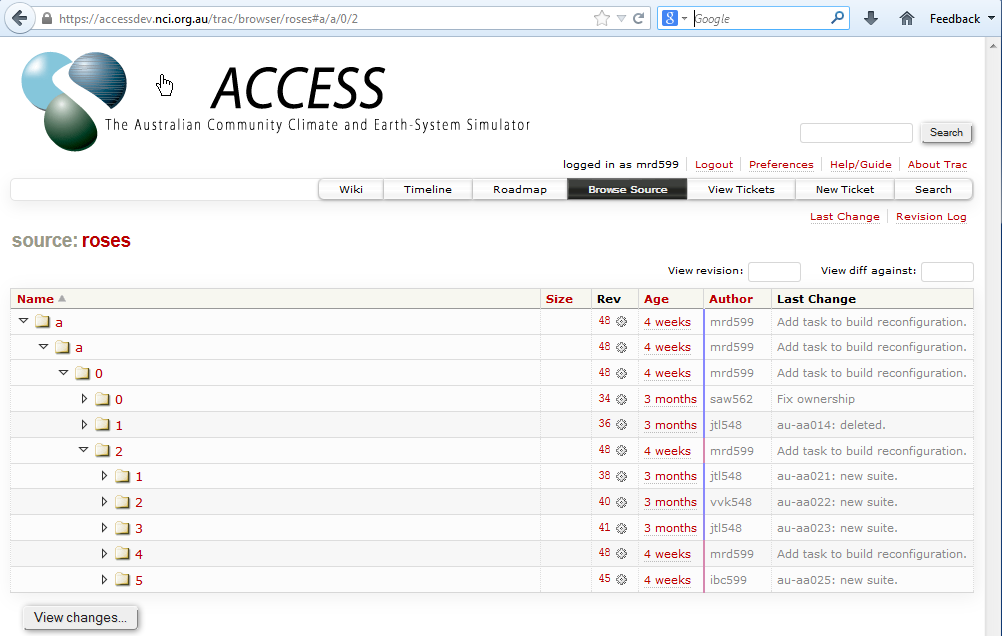 https://accessdev.nci.org.au/trac/browser/roses#a/a/0/2
Google
Feedback
ACCESS
The Australian Community Climate and Earth-System Simulator
Search
logged in as mrd599 Logout Preferences Help/Guide About Trac
Wiki Timeline Roadmap Browse Source View Tickets New Ticket Search
Last Change Revision Log
source: roses
View revision: View diff against:
Name Size Rev Age Author Last Change
a 48 4 weeks mrd599 Add task to build reconfiguration.
a 48 4 weeks mrd599 Add task to build reconfiguration.
0 48 4 weeks mrd599 Add task to build reconfiguration.
0 34 3 months saw562 Fix ownership
1 36 3 months jtl548 au-aa014: deleted.
2 48 4 weeks mrd599 Add task to build reconfiguration.
1 38 3 months jtl548 au-aa021: new suite.
2 40 3 months vvk548 au-aa022: new suite.
3 41 3 months jtl548 au-aa023: new suite.
4 48 4 weeks mrd599 Add task to build reconfiguration.
5 45 4 weeks ibc599 au-aa025: new suite.
View changes...